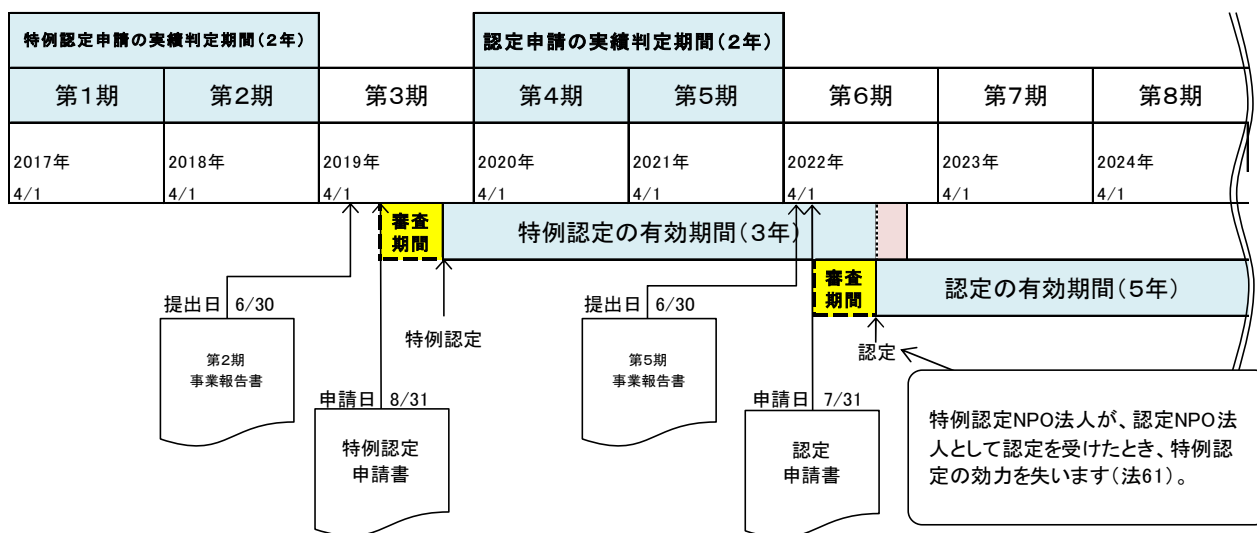 特例認定申請の実績判定期間(2年)
認定申請の実績判定期間(2年)
第1期
第2期
第3期
第4期
第5期
第6期
第7期
第8期
2017年
4/1
2018年
4/1
2019年
4/1
2020年
4/1
2021年
4/1
2022年
4/1
2023年
4/1
2024年
4/1
審査
期間
特例認定の有効期間(3年)
審査
期間
認定の有効期間(5年)
提出日 6/30
特例認定
提出日 6/30
認定
第2期
事業報告書
第5期
事業報告書
申請日 8/31
特例認定
申請書
申請日 7/31
認定
申請書
特例認定NPO法人が、認定NPO法
人として認定を受けたとき、特例認
定の効力を失います(法61)。